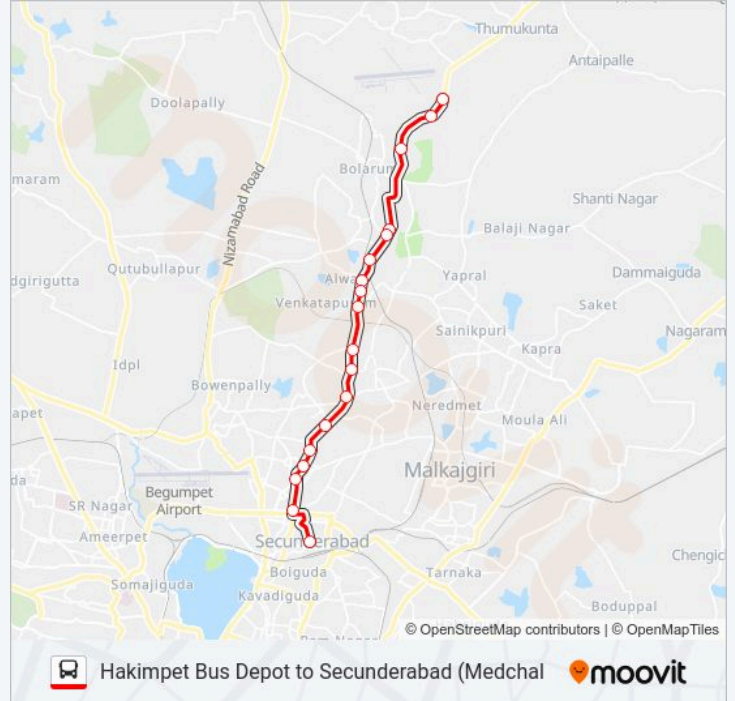 Thumukunta
Antaipalle
Doolapally
Bolarum
maram
Nizamabad Road
Shanti Nagar
Balaji Nagar
Qutubullapur
Alwa
Yapral
Dammaiguda
digirigutta
Venkatapuram
Saket
Sainikpuri
Nagaram
Kapra
Idpl
Bowenpally
Neredmet
apet
Moula Ali
Malkajgiri
da
Begumpet
Airport
SR Nagar
Ameerpet
Secunderabad
Chengic
Boiguda
Tarnaka
Somajiguda
Kavadiguda
Boduppal
© OpenStreetMap contributors | © OpenMapTiles
Hakimpet Bus Depot to Secunderabad (Medchal
moovit